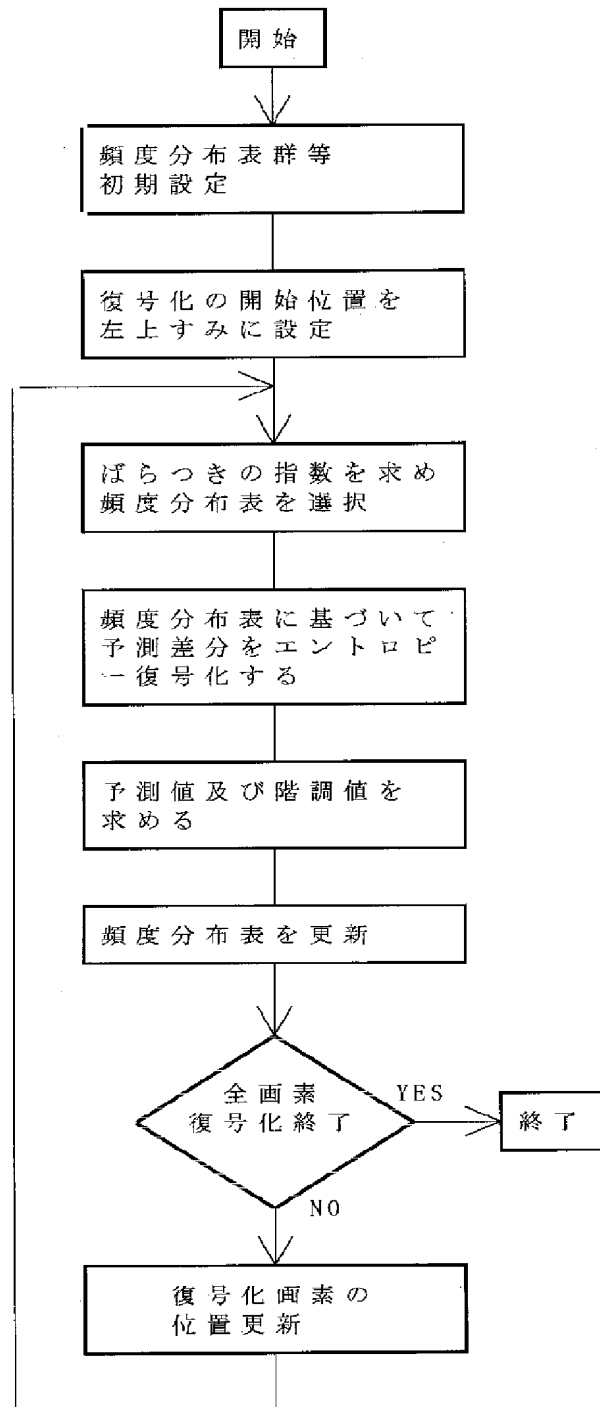 開始
頻度分布表群等
初期設定
復号化の開始位置を
左上すみに設定
ばらつきの指数を求め
頻度分布表を選択
頻度分布表に基づいて
予測差分をエントロピ
ー復号化する
予測値及び階調値を
求める
頻度分布表を更新
全画素
復号化終了
YES
終了
NO
復号化画素の
位置更新